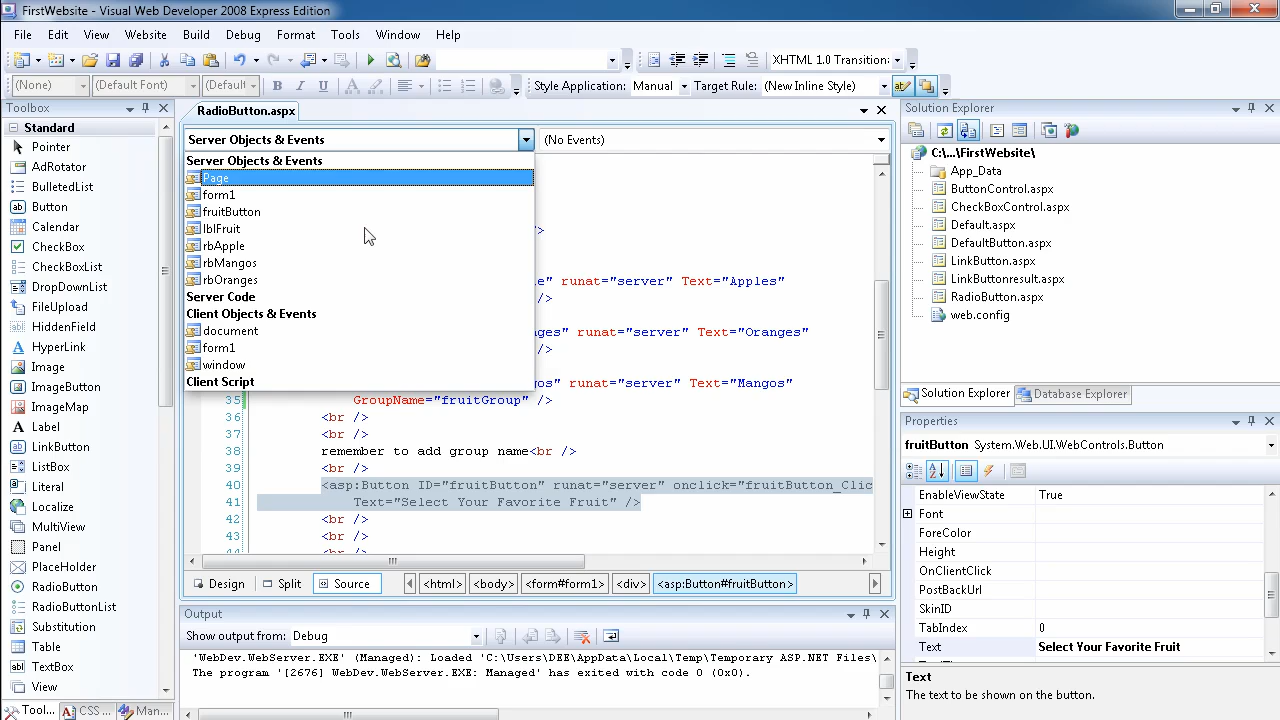 FirstWebsite - Visual Web Developer 2008 Express Edition
File Edit View Website Build Debug Format Tools Window Help
XHTML 1.0 Transition:
(None) (Default Font) (Default B I U A Style Application: Manual Target Rule: (New Inline Style)
Toolbox
Standard
Pointer
AdRotator
BulletedList
Button
Calendar
CheckBox
CheckBoxList
DropDownList
FileUpload
HiddenField
HyperLink
Image
ImageButton
ImageMap
Label
LinkButton
ListBox
Literal
Localize
MultiView
Panel
PlaceHolder
RadioButton
RadioButtonList
Substitution
Table
TextBox
View
Tool... CSS ... Man...
RadioButton.aspx
Server Objects & Events (No Events)
Server Objects & Events
Page
form1
fruitButton
lblFruit
rbApple
rbMangos
rbOranges
Server Code
Client Objects & Events
document
form1
window
Client Script
/>
e" runat="server" Text="Apples"
/>
ges" runat="server" Text="Oranges"
/>
os" runat="server" Text="Mangos"
35 GroupName="fruitGroup" />
36 <br />
37 <br />
38 remember to add group name<br />
39 <br />
40 <asp:Button ID="fruitButton" runat="server" onclick="fruitButton_Clic
41 Text="Select Your Favorite Fruit" />
42 <br />
43 <br />
44 <br />
Design Split Source <html> <body> <form#form1> <div> <asp:Button#fruitButton>
Output
Show output from: Debug
'WebDev.WebServer.EXE' (Managed): Loaded 'C:\Users\DEE\AppData\Local\Temp\Temporary ASP.NET Files\
The program '[2676] WebDev.WebServer.EXE: Managed' has exited with code 0 (0x0).
Solution Explorer
C:\...\FirstWebsite\
App_Data
ButtonControl.aspx
CheckBoxControl.aspx
Default.aspx
DefaultButton.aspx
LinkButton.aspx
LinkButtonresult.aspx
RadioButton.aspx
web.config
Solution Explorer Database Explorer
Properties
fruitButton System.Web.UI.WebControls.Button
EnableViewState True
Font
ForeColor
Height
OnClientClick
PostBackUrl
SkinID
TabIndex 0
Text Select Your Favorite Fruit
Text
The text to be shown on the button.